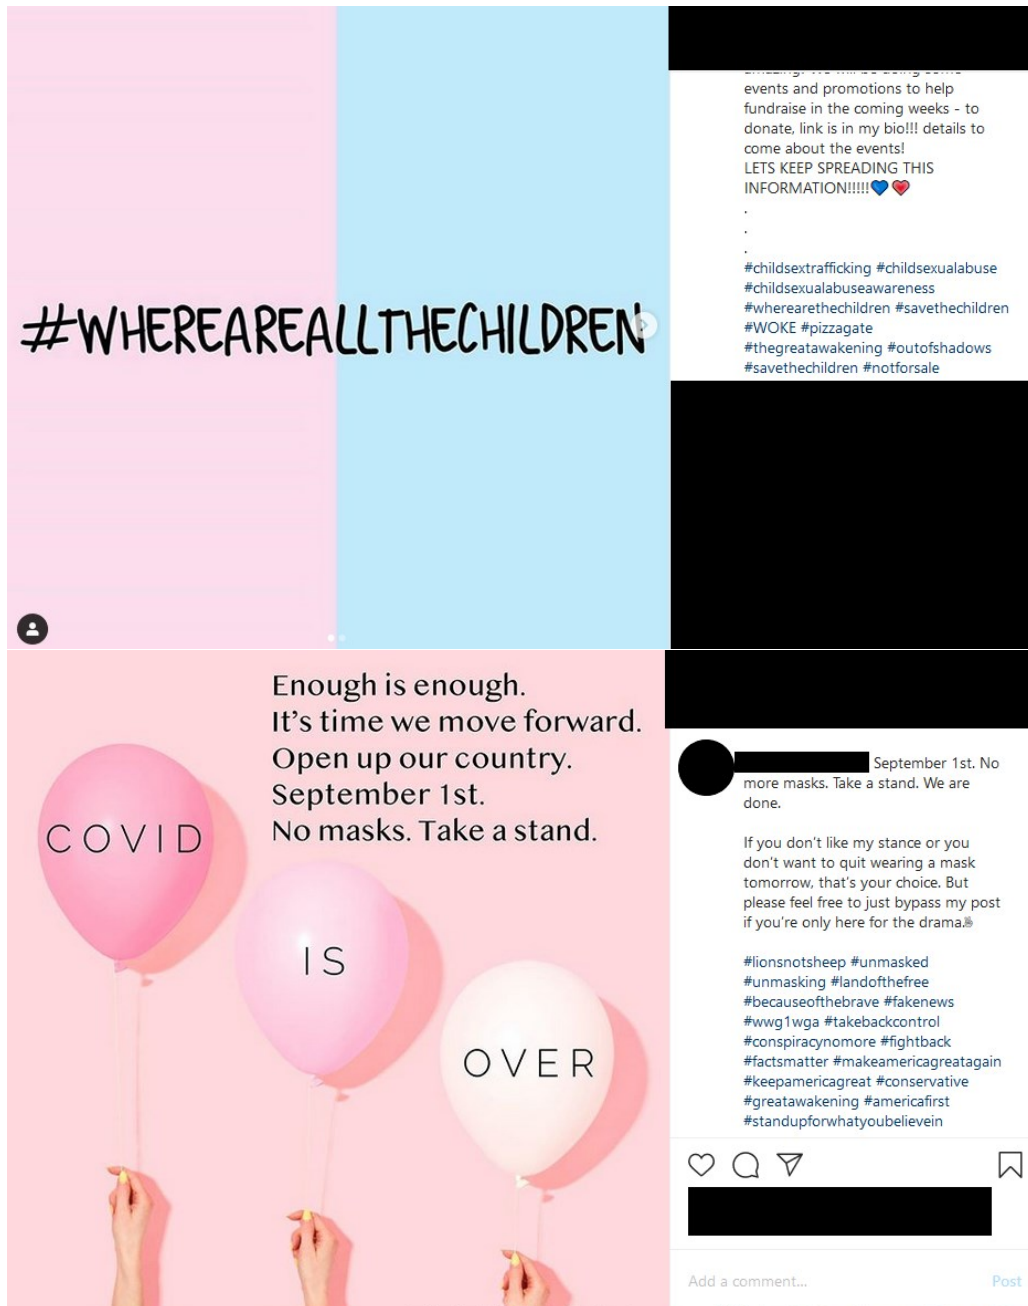 #WHEREAREALLTHECHILDREN
events and promotions to help
fundraise in the coming weeks - to
donate, link is in my bio!!! details to
come about the events!
LETS KEEP SPREADING THIS
INFORMATION!!!!!💙💗
.
.
.
#childsextrafficking #childsexualabuse
#childsexualabuseawareness
#wherearethechildren #savethechildren
#WOKE #pizzagate
#thegreatawakening #outofshadows
#savethechildren #notforsale
Enough is enough.
It's time we move forward.
Open up our country.
September 1st.
No masks. Take a stand.
COVID
IS
OVER
September 1st. No
more masks. Take a stand. We are
done.
If you don't like my stance or you
don't want to quit wearing a mask
tomorrow, that's your choice. But
please feel free to just bypass my post
if you're only here for the drama.
#lionsnotsheep #unmasked
#unmasking #landofthefree
#becauseofthebrave #fakenews
#wwg1wga #takebackcontrol
#conspiracynomore #fightback
#factsmatter #makeamericagreatagain
#keepamericagreat #conservative
#greatawakening #americafirst
#standupforwhatyoubelievein
Add a comment...
Post